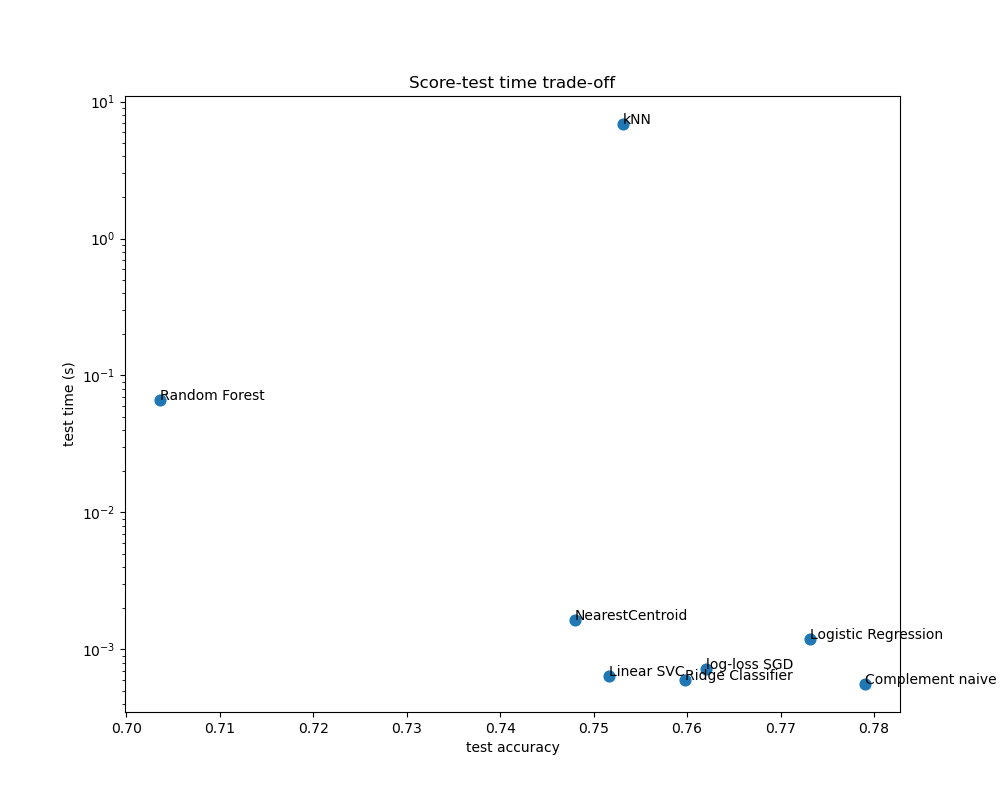 Score-test time trade-off
10¹
kNN
10⁰
test time (s)
10⁻¹
Random Forest
10⁻²
NearestCentroid
Logistic Regression
10⁻³
log-loss SGD
Linear SVC
Ridge Classifier
Complement naive
0.70 0.71 0.72 0.73 0.74 0.75 0.76 0.77 0.78
test accuracy